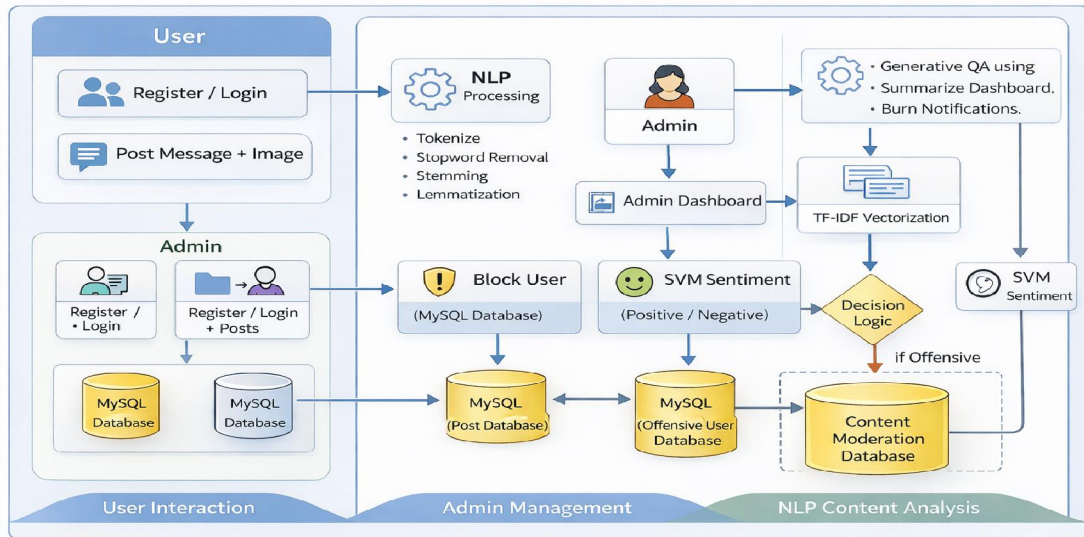 User
Register / Login
Post Message + Image
Admin
Register /
• Login
Register / Login
+ Posts
MySQL
Database
MySQL
Database
User Interaction
NLP
Processing
• Tokenize
• Stopword Removal
• Stemming
• Lemmatization
Admin
• Generative QA using
• Summarize Dashboard.
• Burn Notifications.
Admin Dashboard
TF-IDF Vectorization
Block User
(MySQL Database)
SVM Sentiment
(Positive / Negative)
Decision
Logic
SVM
Sentiment
if Offensive
MySQL
(Post Database)
MySQL
(Offensive User
Database)
Content
Moderation
Database
Admin Management
NLP Content Analysis